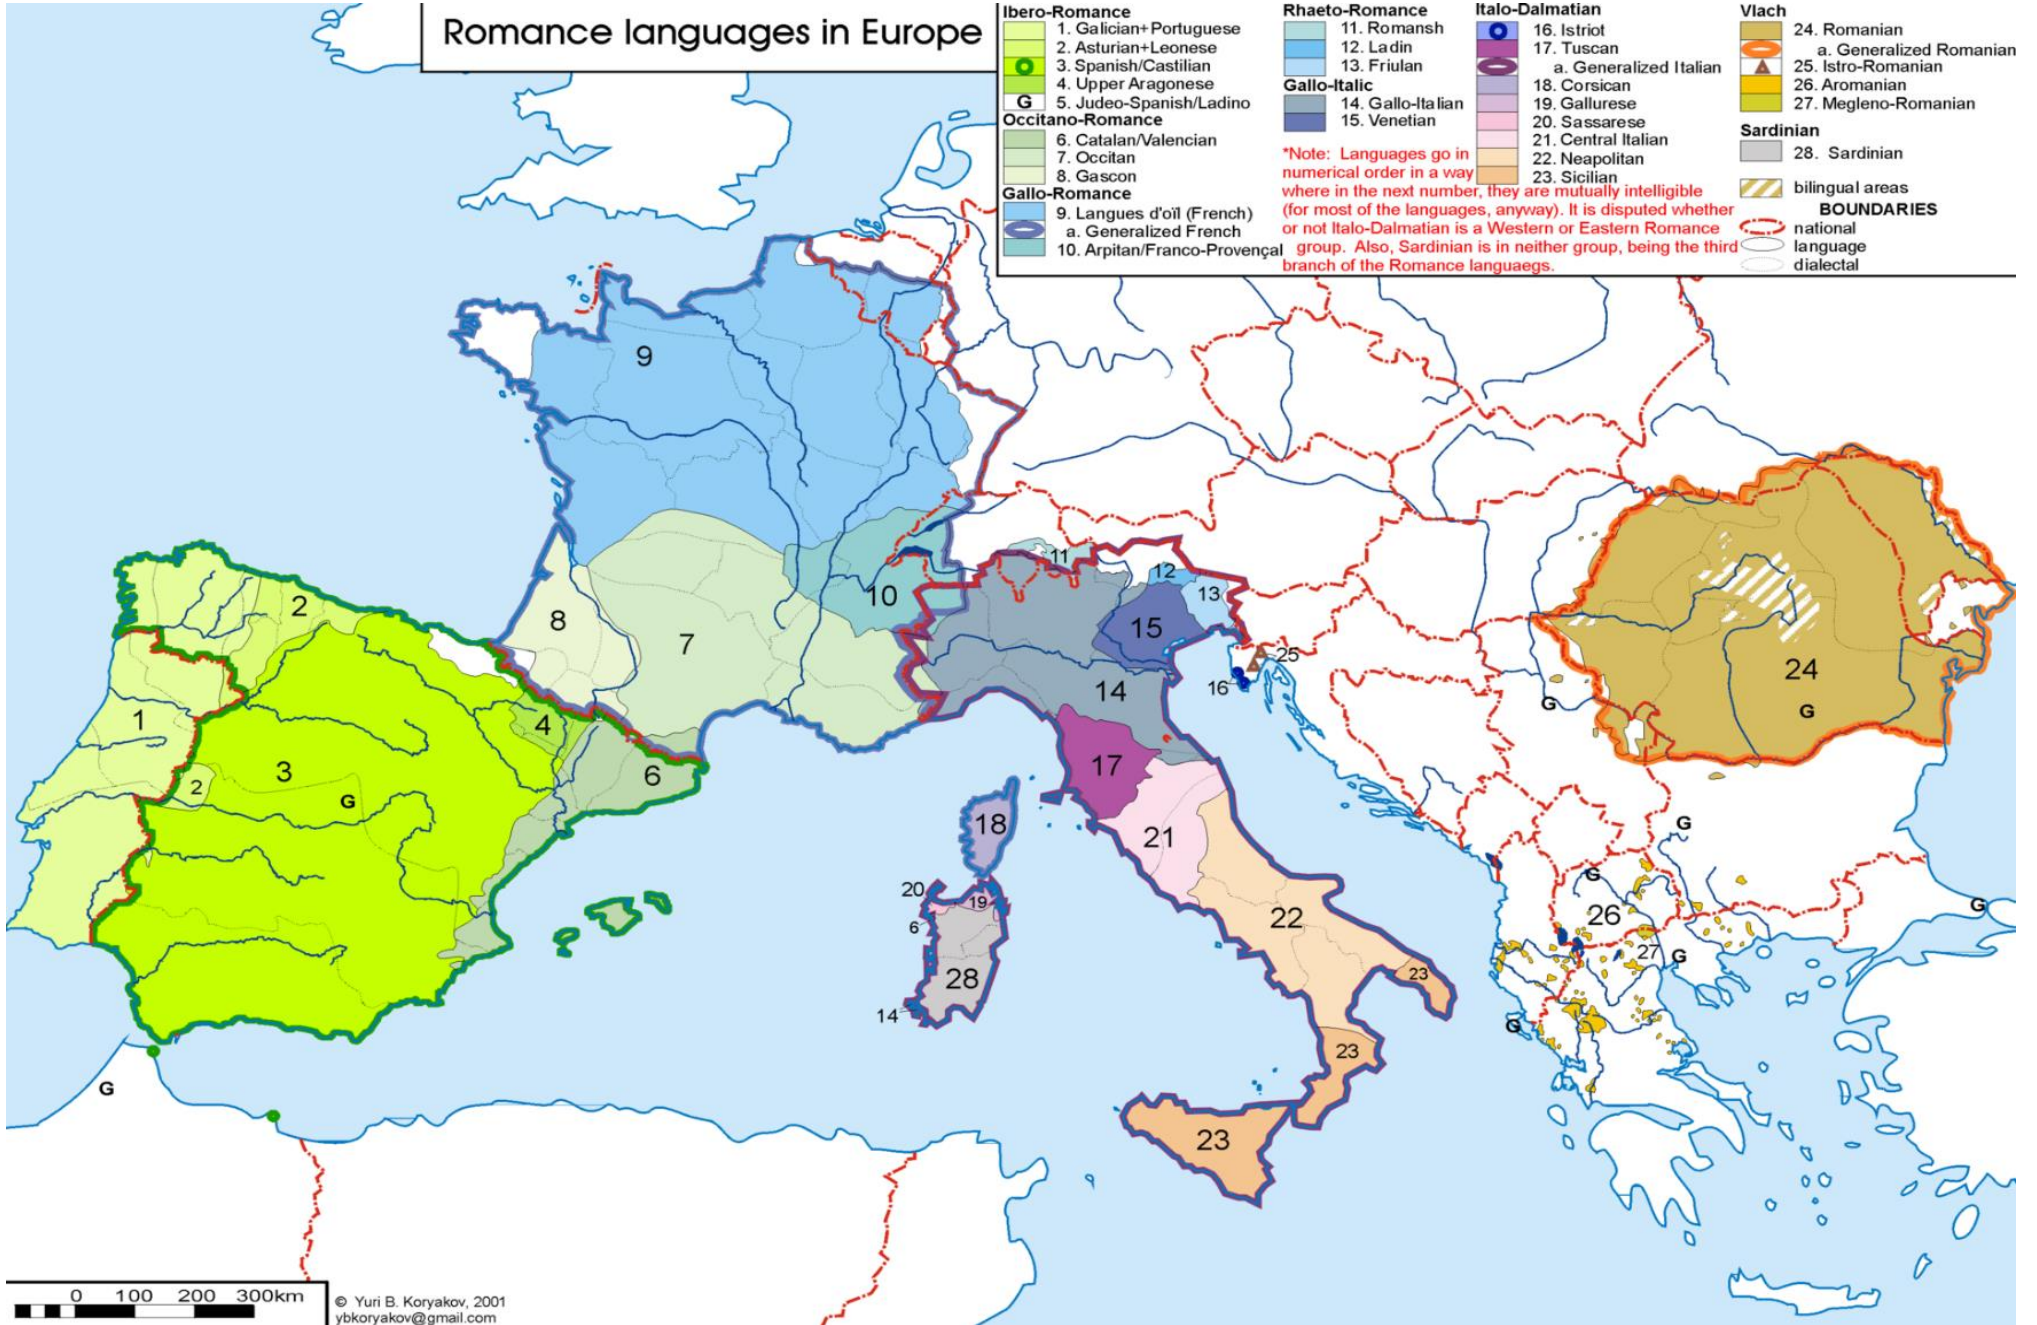 Romance languages in Europe
Ibero-Romance
1. Galician+Portuguese
2. Asturian+Leonese
3. Spanish/Castilian
4. Upper Aragonese
G 5. Judeo-Spanish/Ladino
Occitano-Romance
6. Catalan/Valencian
7. Occitan
8. Gascon
Gallo-Romance
9. Langues d'oïl (French)
a. Generalized French
10. Arpitan/Franco-Provençal
Rhaeto-Romance
11. Romansh
12. Ladin
13. Friulan
Gallo-Italic
14. Gallo-Italian
15. Venetian
*Note: Languages go in
numerical order in a way
where in the next number, they are mutually intelligible
(for most of the languages, anyway). It is disputed whether
or not Italo-Dalmatian is a Western or Eastern Romance
group. Also, Sardinian is in neither group, being the third
branch of the Romance languaegs.
Italo-Dalmatian
16. Istriot
17. Tuscan
a. Generalized Italian
18. Corsican
19. Gallurese
20. Sassarese
21. Central Italian
22. Neapolitan
23. Sicilian
Vlach
24. Romanian
a. Generalized Romanian
25. Istro-Romanian
26. Aromanian
27. Megleno-Romanian
Sardinian
28. Sardinian
bilingual areas
BOUNDARIES
national
language
dialectal
9
11
12
13
10
2
8
15
7
25
24
16
14
G
G
1
4
17
3
2
6
G
18
21
G
G
20
19
6
22
26
G
27
G
28
23
14
G
23
G
23
0 100 200 300km
© Yuri B. Koryakov, 2001
ybkoryakov@gmail.com